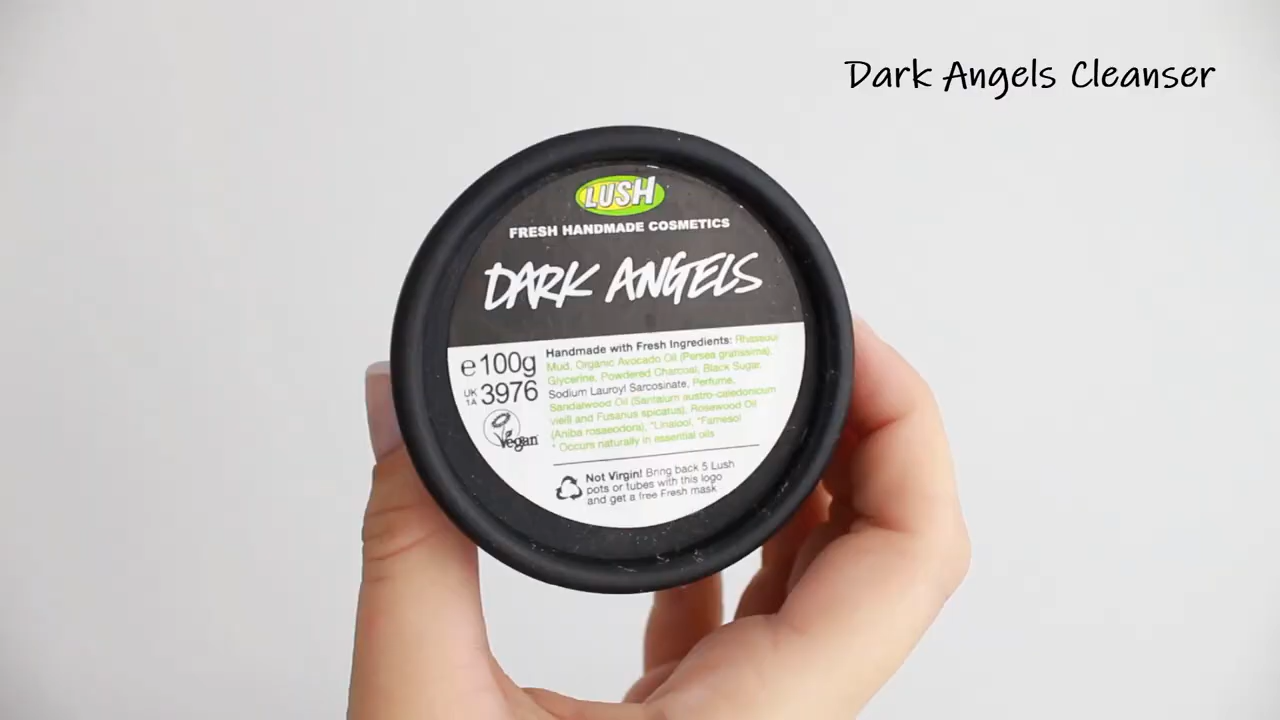 Dark Angels Cleanser
LUSH
FRESH HANDMADE COSMETICS
DARK ANGELS
e100g
UK 1A 3976
Vegan
Handmade with Fresh Ingredients: Rhassoul
Mud, Organic Avocado Oil (Persea gratissima),
Glycerine, Powdered Charcoal, Black Sugar,
Sodium Lauroyl Sarcosinate, Perfume,
Sandalwood Oil (Santalum austro-caledonicum
vieill and Fusanus spicatus), Rosewood Oil
(Aniba rosaeodora), *Linalool, *Farnesol
* Occurs naturally in essential oils
Not Virgin! Bring back 5 Lush
pots or tubes with this logo
and get a free Fresh mask